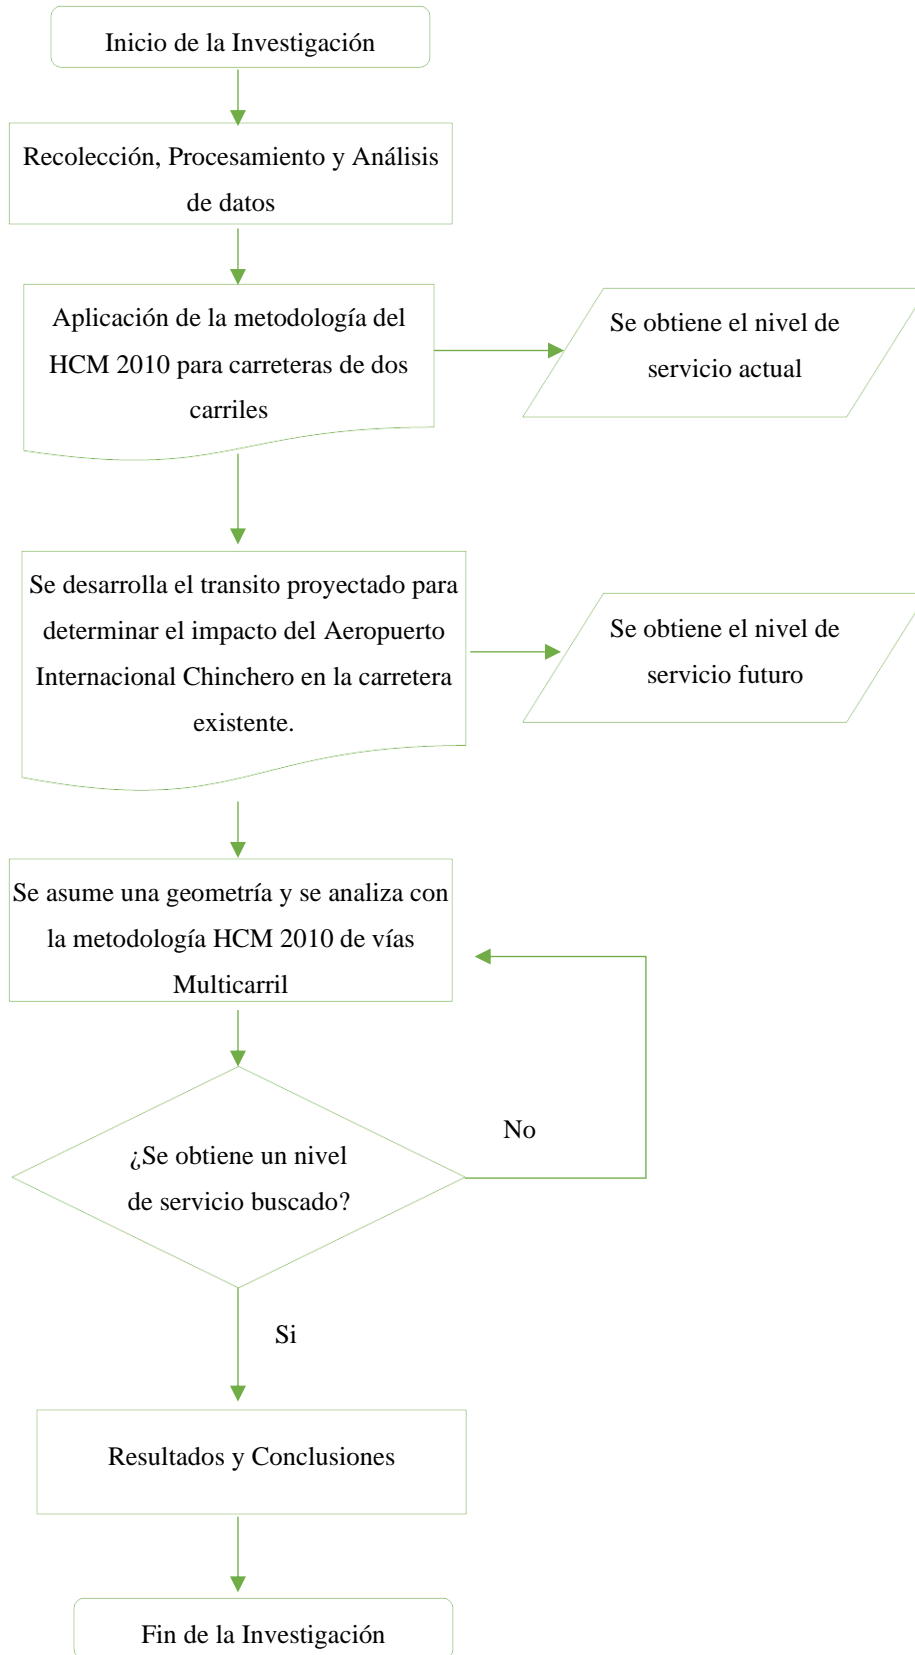 Inicio de la Investigación
Recolección, Procesamiento y Análisis
de datos
Aplicación de la metodología del
HCM 2010 para carreteras de dos
carriles
Se obtiene el nivel de
servicio actual
Se desarrolla el transito proyectado para
determinar el impacto del Aeropuerto
Internacional Chinchero en la carretera
existente.
Se obtiene el nivel de
servicio futuro
Se asume una geometría y se analiza con
la metodología HCM 2010 de vías
Multicarril
¿Se obtiene un nivel
de servicio buscado?
No
Si
Resultados y Conclusiones
Fin de la Investigación